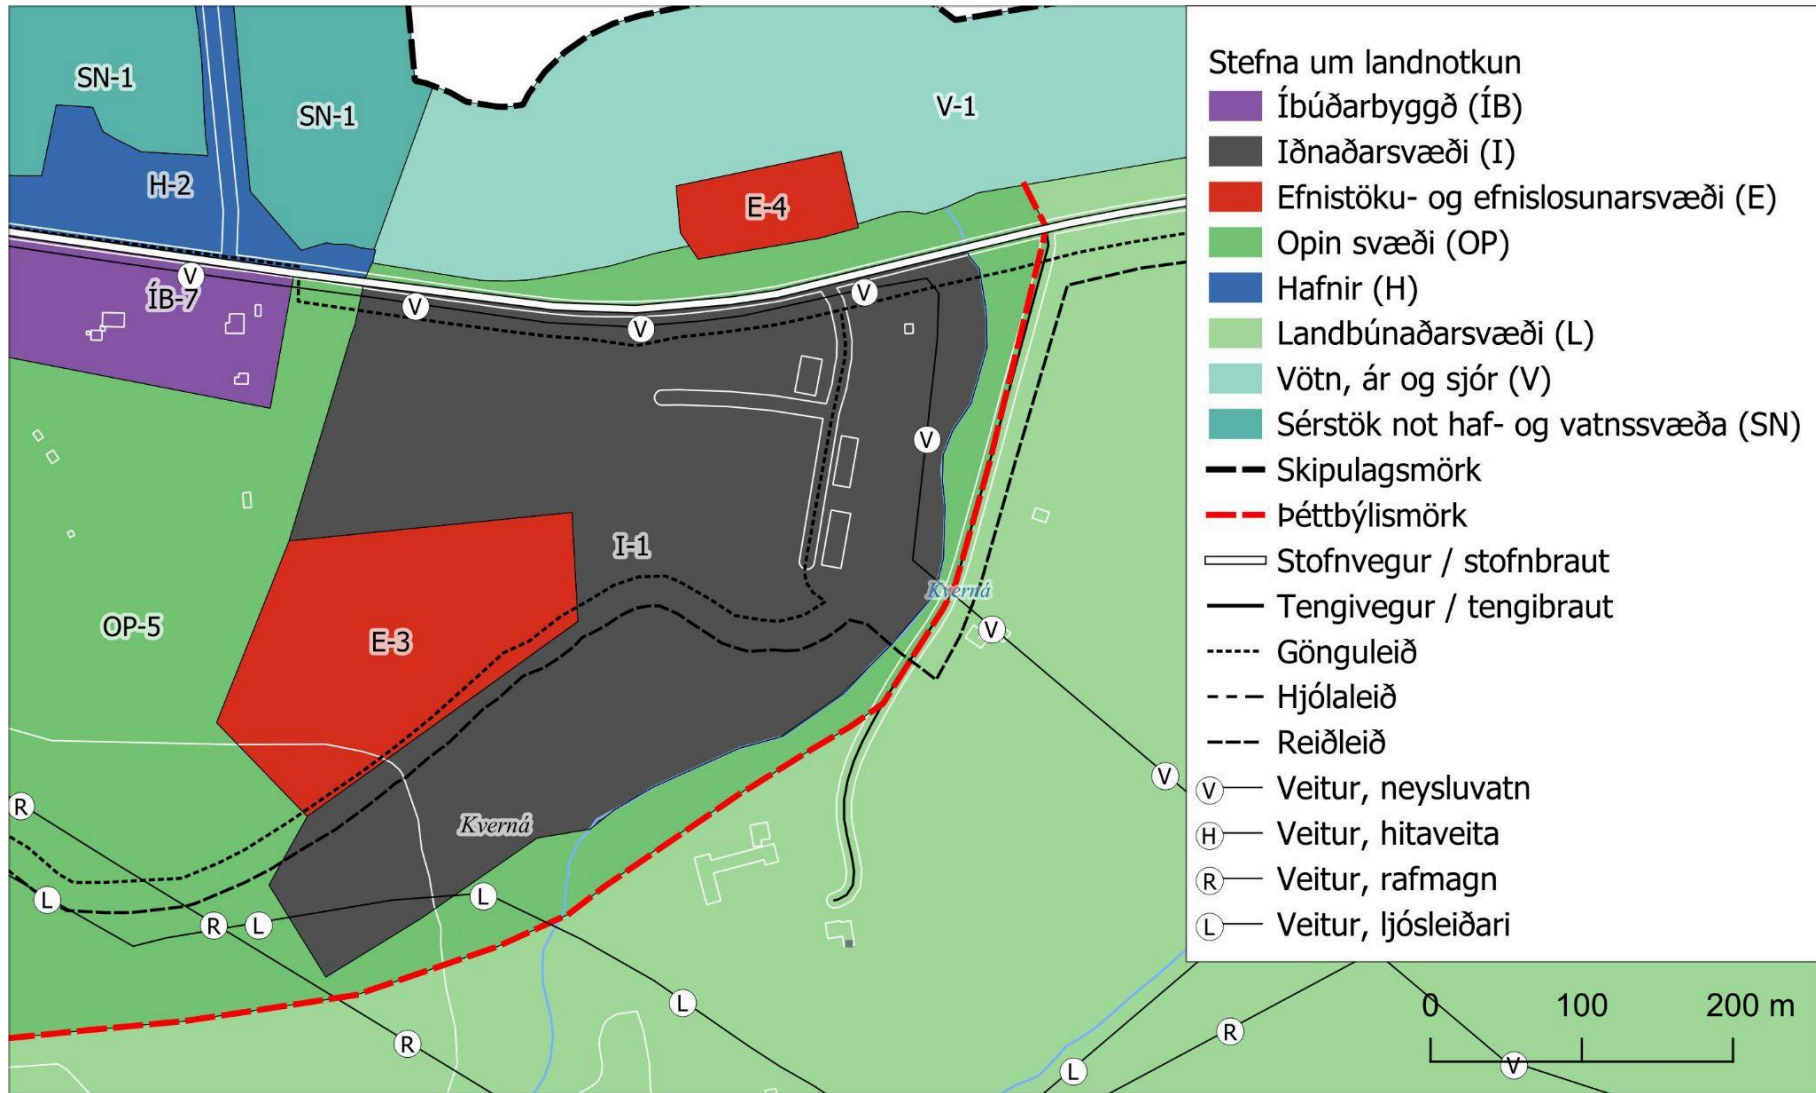 SN-1
SN-1
V-1
H-2
E-4
V
ÍB-7
V
V
V
V
I-1
Kverná
OP-5
E-3
V
V
R
Kverná
L
L
R
L
L
R
R
L
V
Stefna um landnotkun
Íbúðarbyggð (ÍB)
Iðnaðarsvæði (I)
Efnistöku- og efnislosunarsvæði (E)
Opin svæði (OP)
Hafnir (H)
Landbúnaðarsvæði (L)
Vötn, ár og sjór (V)
Sérstök not haf- og vatnssvæða (SN)
Skipulagsmörk
Þéttbýlismörk
Stofnvegur / stofnbraut
Tengivegur / tengibraut
Gönguleið
Hjólaleið
Reiðleið
V Veitur, neysluvatn
H Veitur, hitaveita
R Veitur, rafmagn
L Veitur, ljósleiðari
0 100 200 m